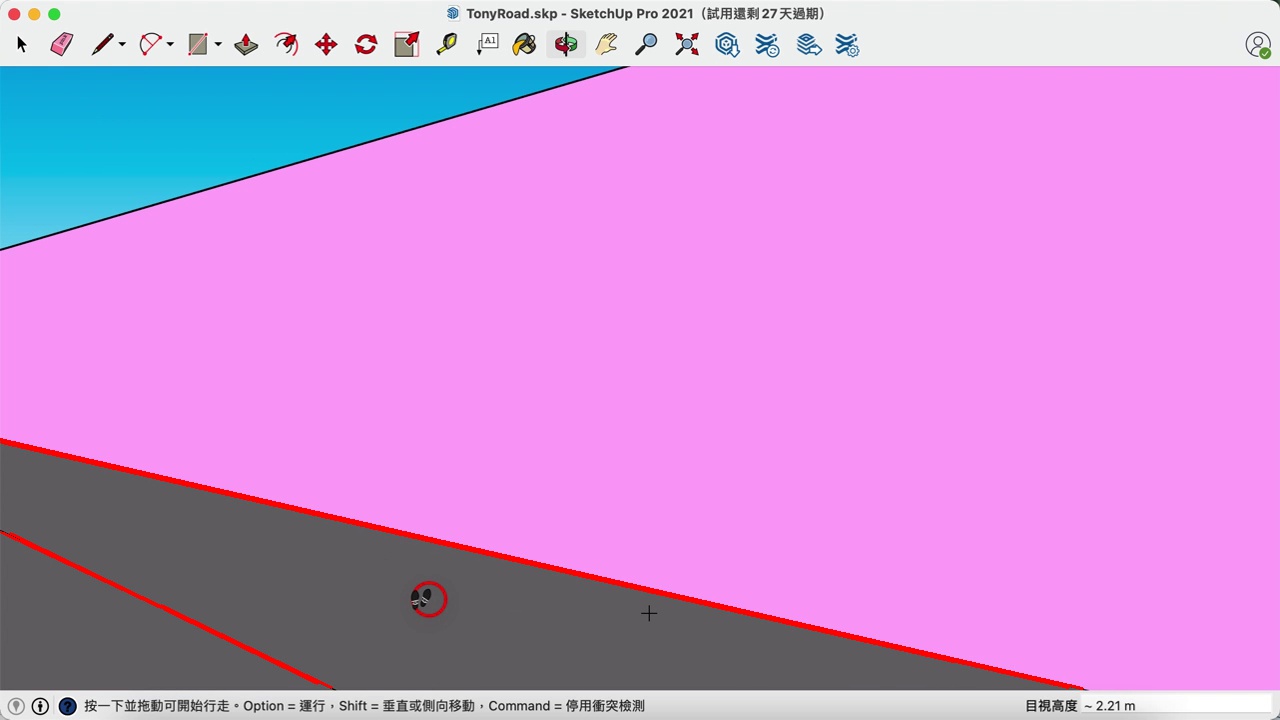 TonyRoad.skp - SketchUp Pro 2021（試用還剩 27 天過期）
A1
按一下並拖動可開始行走。Option = 運行，Shift = 垂直或側向移動，Command = 停用衝突檢測
目視高度 ~ 2.21 m